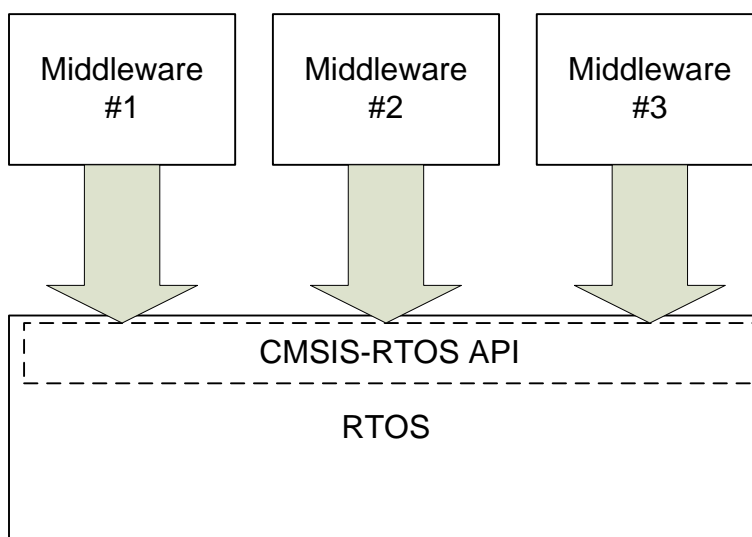 Middleware
#1
Middleware
#2
Middleware
#3
CMSIS-RTOS API
RTOS